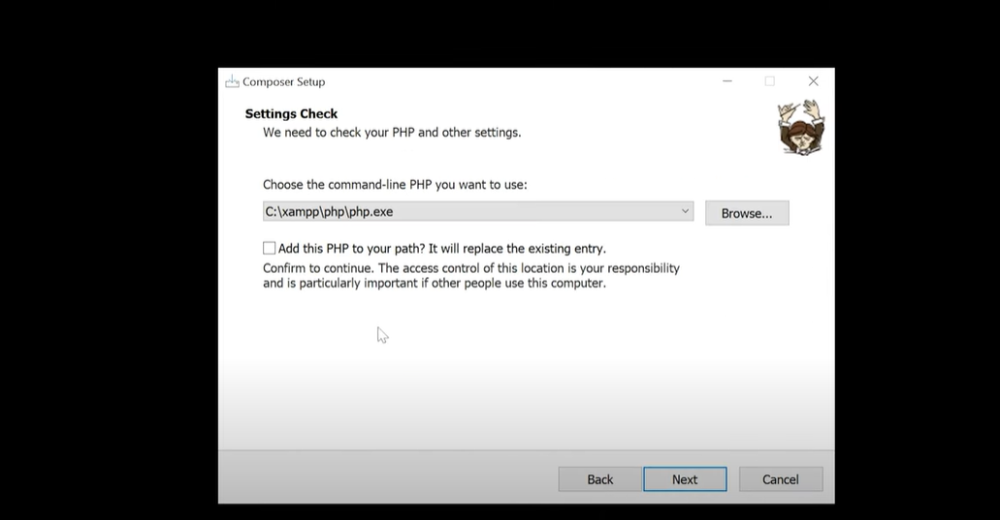 Composer Setup
Settings Check
We need to check your PHP and other settings.
Choose the command-line PHP you want to use:
C:\xampp\php\php.exe
Browse...
Add this PHP to your path? It will replace the existing entry.
Confirm to continue. The access control of this location is your responsibility
and is particularly important if other people use this computer.
Back
Next
Cancel